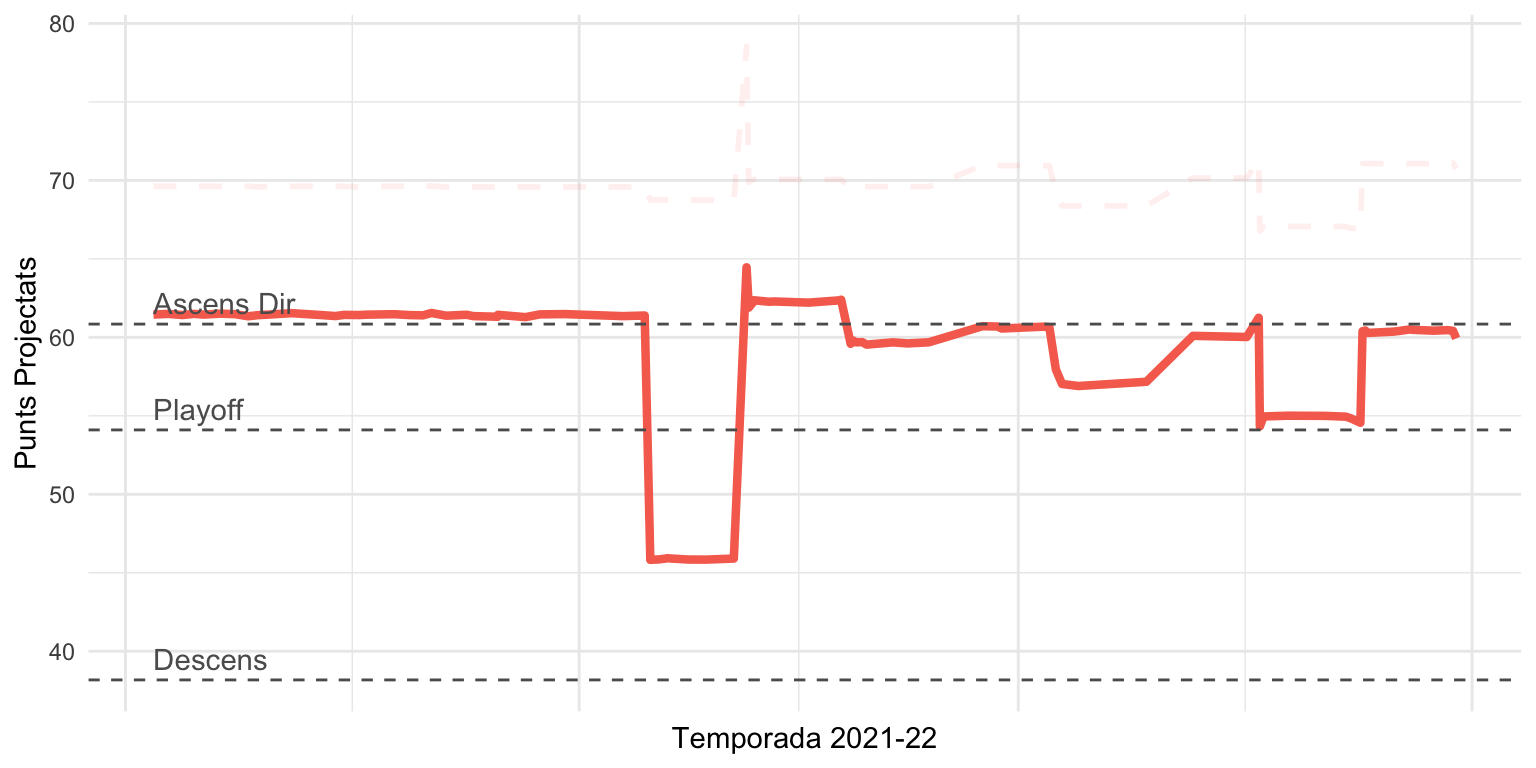 80
70
60
50
40
Punts Projectats
Ascens Dir
Playoff
Descens
Temporada 2021-22